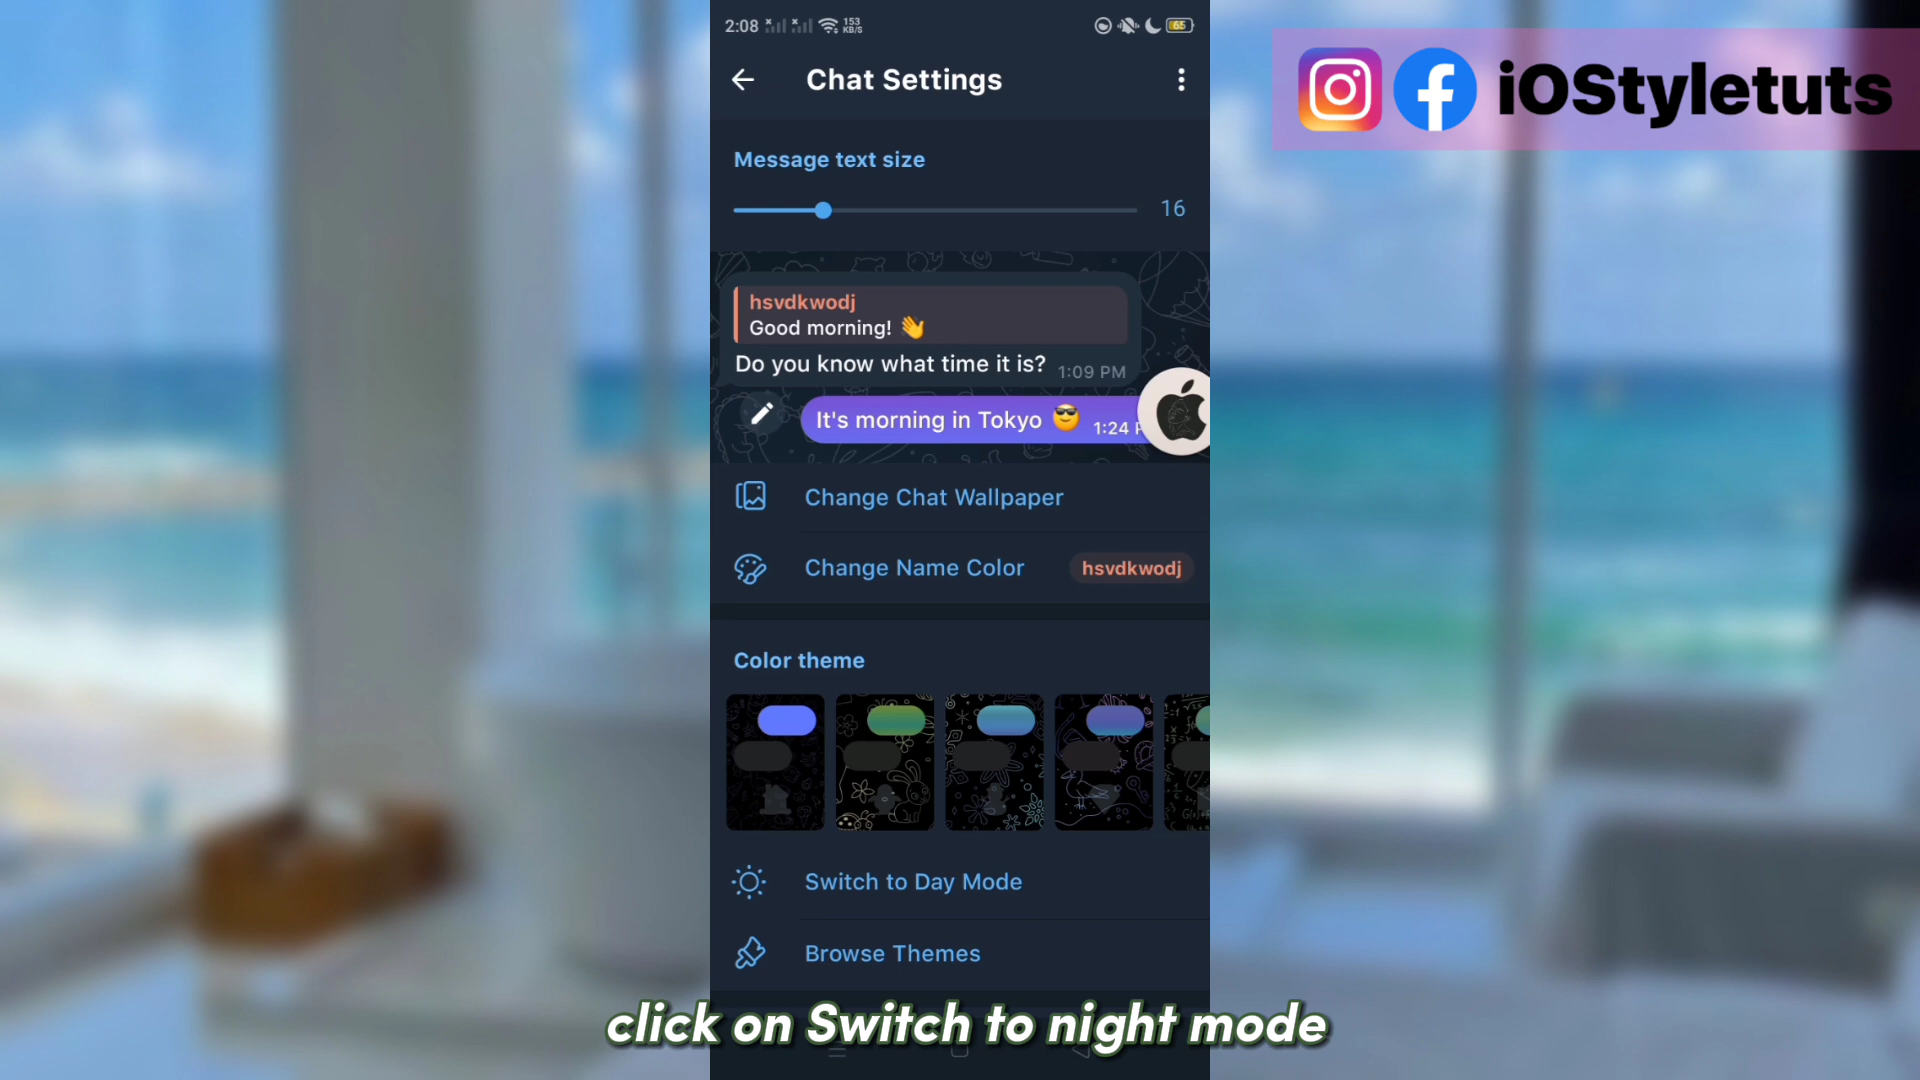 2:08
153
KB/S
65
iOStyletuts
Chat Settings
Message text size
16
hsvdkwodj
Good morning! 👋
Do you know what time it is? 1:09 PM
It's morning in Tokyo 😎 1:24
Change Chat Wallpaper
Change Name Color hsvdkwodj
Color theme
Switch to Day Mode
Browse Themes
click on Switch to night mode